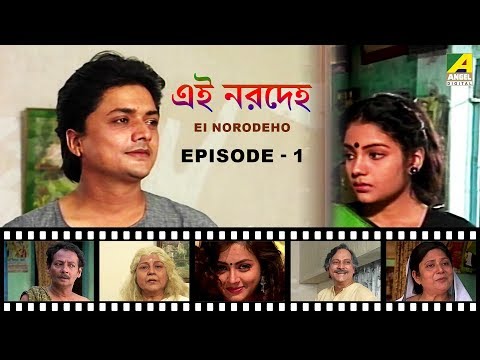 ANGEL
DIGITAL
এই নরদেহ
EI NORODEHO
EPISODE - 1